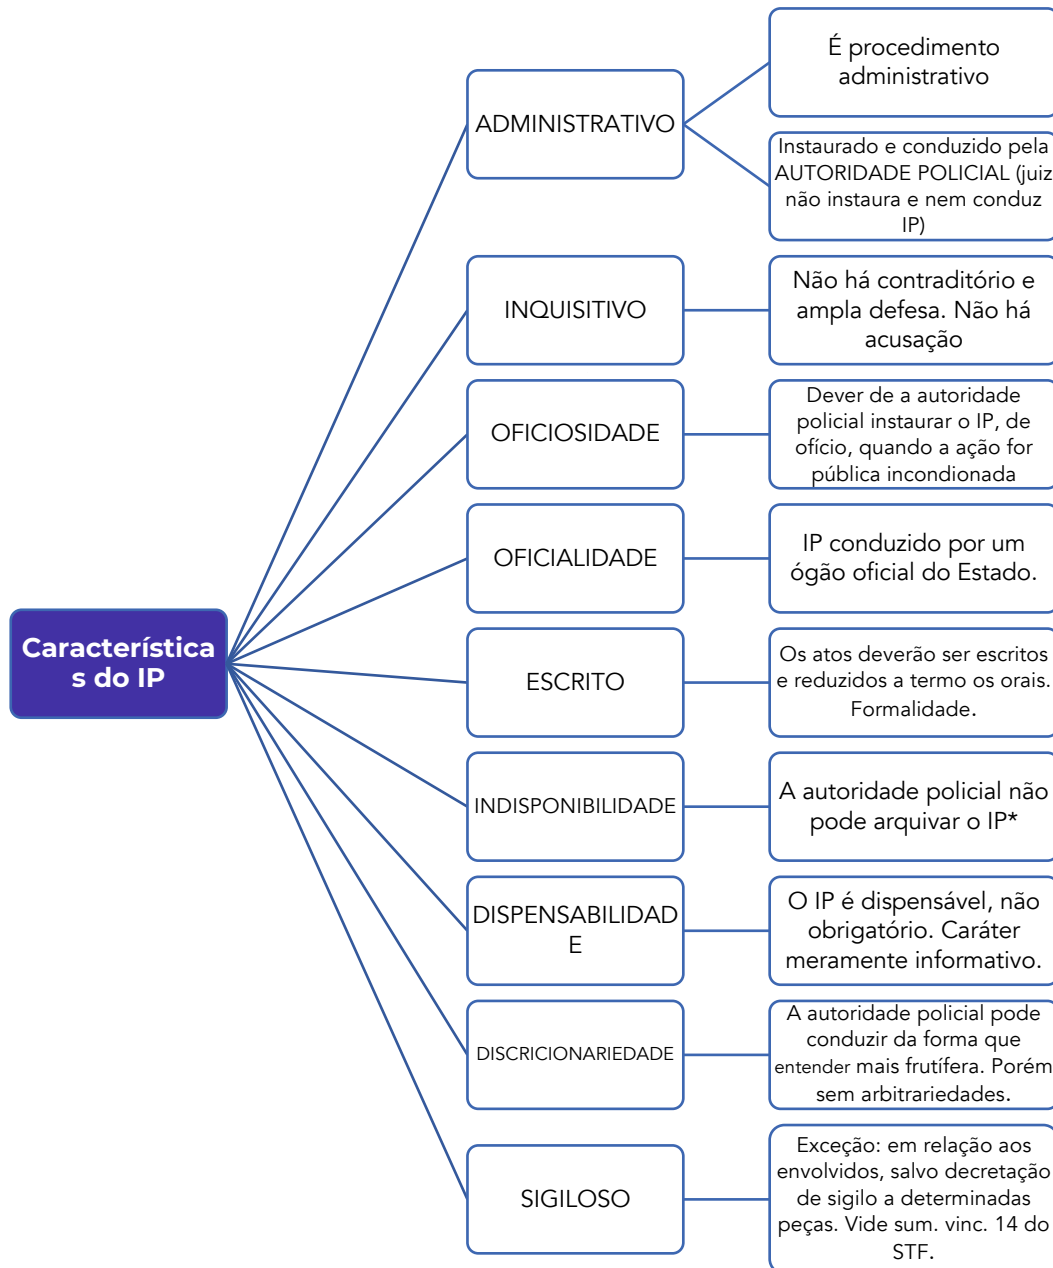 Característica
s do IP
ADMINISTRATIVO
É procedimento
administrativo
Instaurado e conduzido pela
AUTORIDADE POLICIAL (juiz
não instaura e nem conduz
IP)
INQUISITIVO
Não há contraditório e
ampla defesa. Não há
acusação
OFICIOSIDADE
Dever de a autoridade
policial instaurar o IP, de
ofício, quando a ação for
pública incondionada
OFICIALIDADE
IP conduzido por um
ógão oficial do Estado.
ESCRITO
Os atos deverão ser escritos
e reduzidos a termo os orais.
Formalidade.
INDISPONIBILIDADE
A autoridade policial não
pode arquivar o IP*
DISPENSABILIDAD
E
O IP é dispensável, não
obrigatório. Caráter
meramente informativo.
DISCRICIONARIEDADE
A autoridade policial pode
conduzir da forma que
entender mais frutífera. Porém
sem arbitrariedades.
SIGILOSO
Exceção: em relação aos
envolvidos, salvo decretação
de sigilo a determinadas
peças. Vide sum. vinc. 14 do
STF.